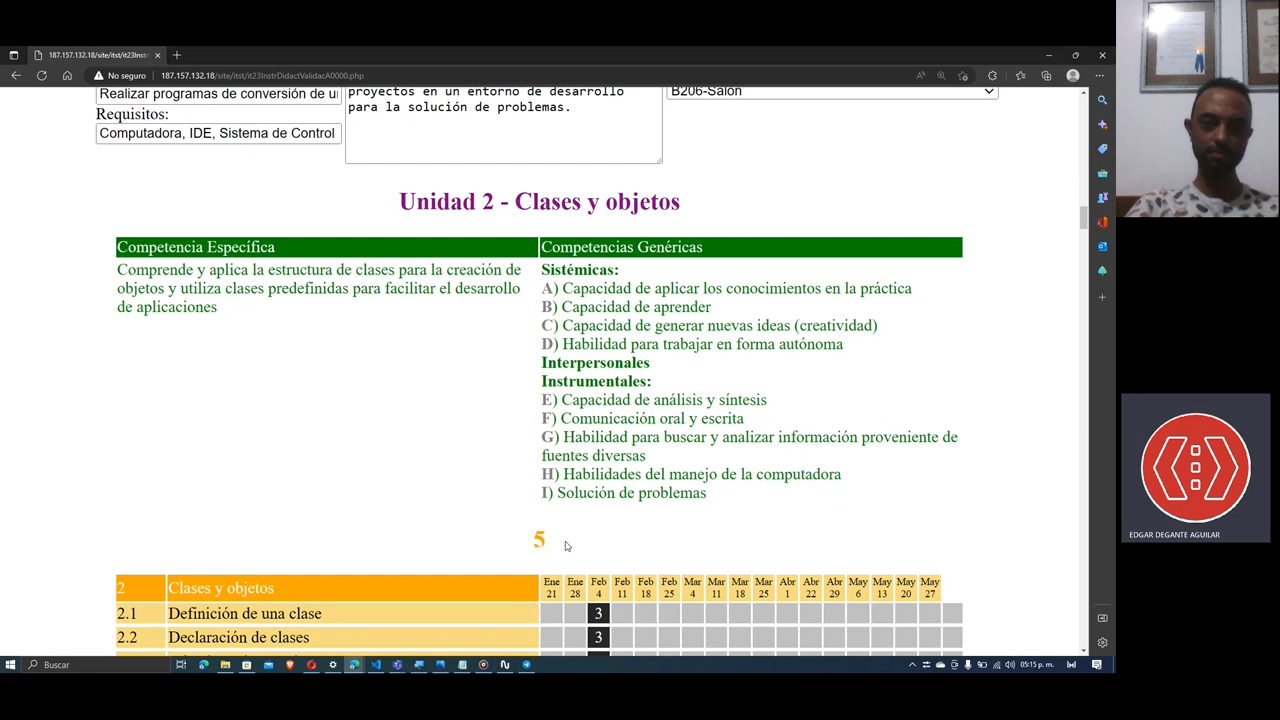 187.157.132.18/site/itst/it23Instr
No seguro
187.157.132.18/site/itst/it23InstrDidactValidacA0000.php
Realizar programas de conversión de u
proyectos en un entorno de desarrollo
para la solución de problemas.
B206-Salon
Requisitos:
Computadora, IDE, Sistema de Control
Unidad 2 - Clases y objetos
Competencia Específica
Competencias Genéricas
Comprende y aplica la estructura de clases para la creación de
objetos y utiliza clases predefinidas para facilitar el desarrollo
de aplicaciones
Sistémicas:
A) Capacidad de aplicar los conocimientos en la práctica
B) Capacidad de aprender
C) Capacidad de generar nuevas ideas (creatividad)
D) Habilidad para trabajar en forma autónoma
Interpersonales
Instrumentales:
E) Capacidad de análisis y síntesis
F) Comunicación oral y escrita
G) Habilidad para buscar y analizar información proveniente de
fuentes diversas
H) Habilidades del manejo de la computadora
I) Solución de problemas
5
2 Clases y objetos Ene 21 Ene 28 Feb 4 Feb 11 Feb 18 Feb 25 Mar 4 Mar 11 Mar 18 Mar 25 Abr 1 Abr 22 Abr 29 May 6 May 13 May 20 May 27
2.1 Definición de una clase 3
2.2 Declaración de clases 3
Buscar
05:15 p. m.
EDGAR DEGANTE AGUILAR